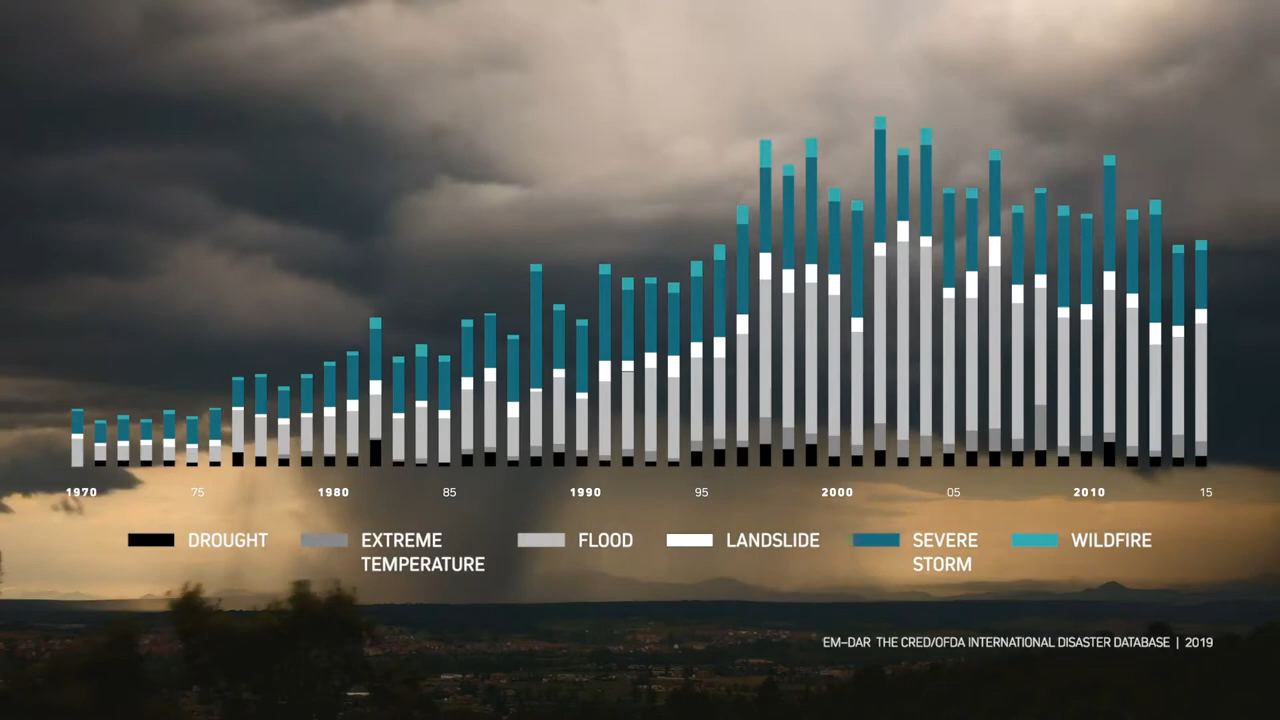 1970 75 1980 85 1990 95 2000 05 2010 15
DROUGHT EXTREME FLOOD LANDSLIDE SEVERE WILDFIRE
TEMPERATURE STORM
EM–DAR THE CRED/OFDA INTERNATIONAL DISASTER DATABASE | 2019